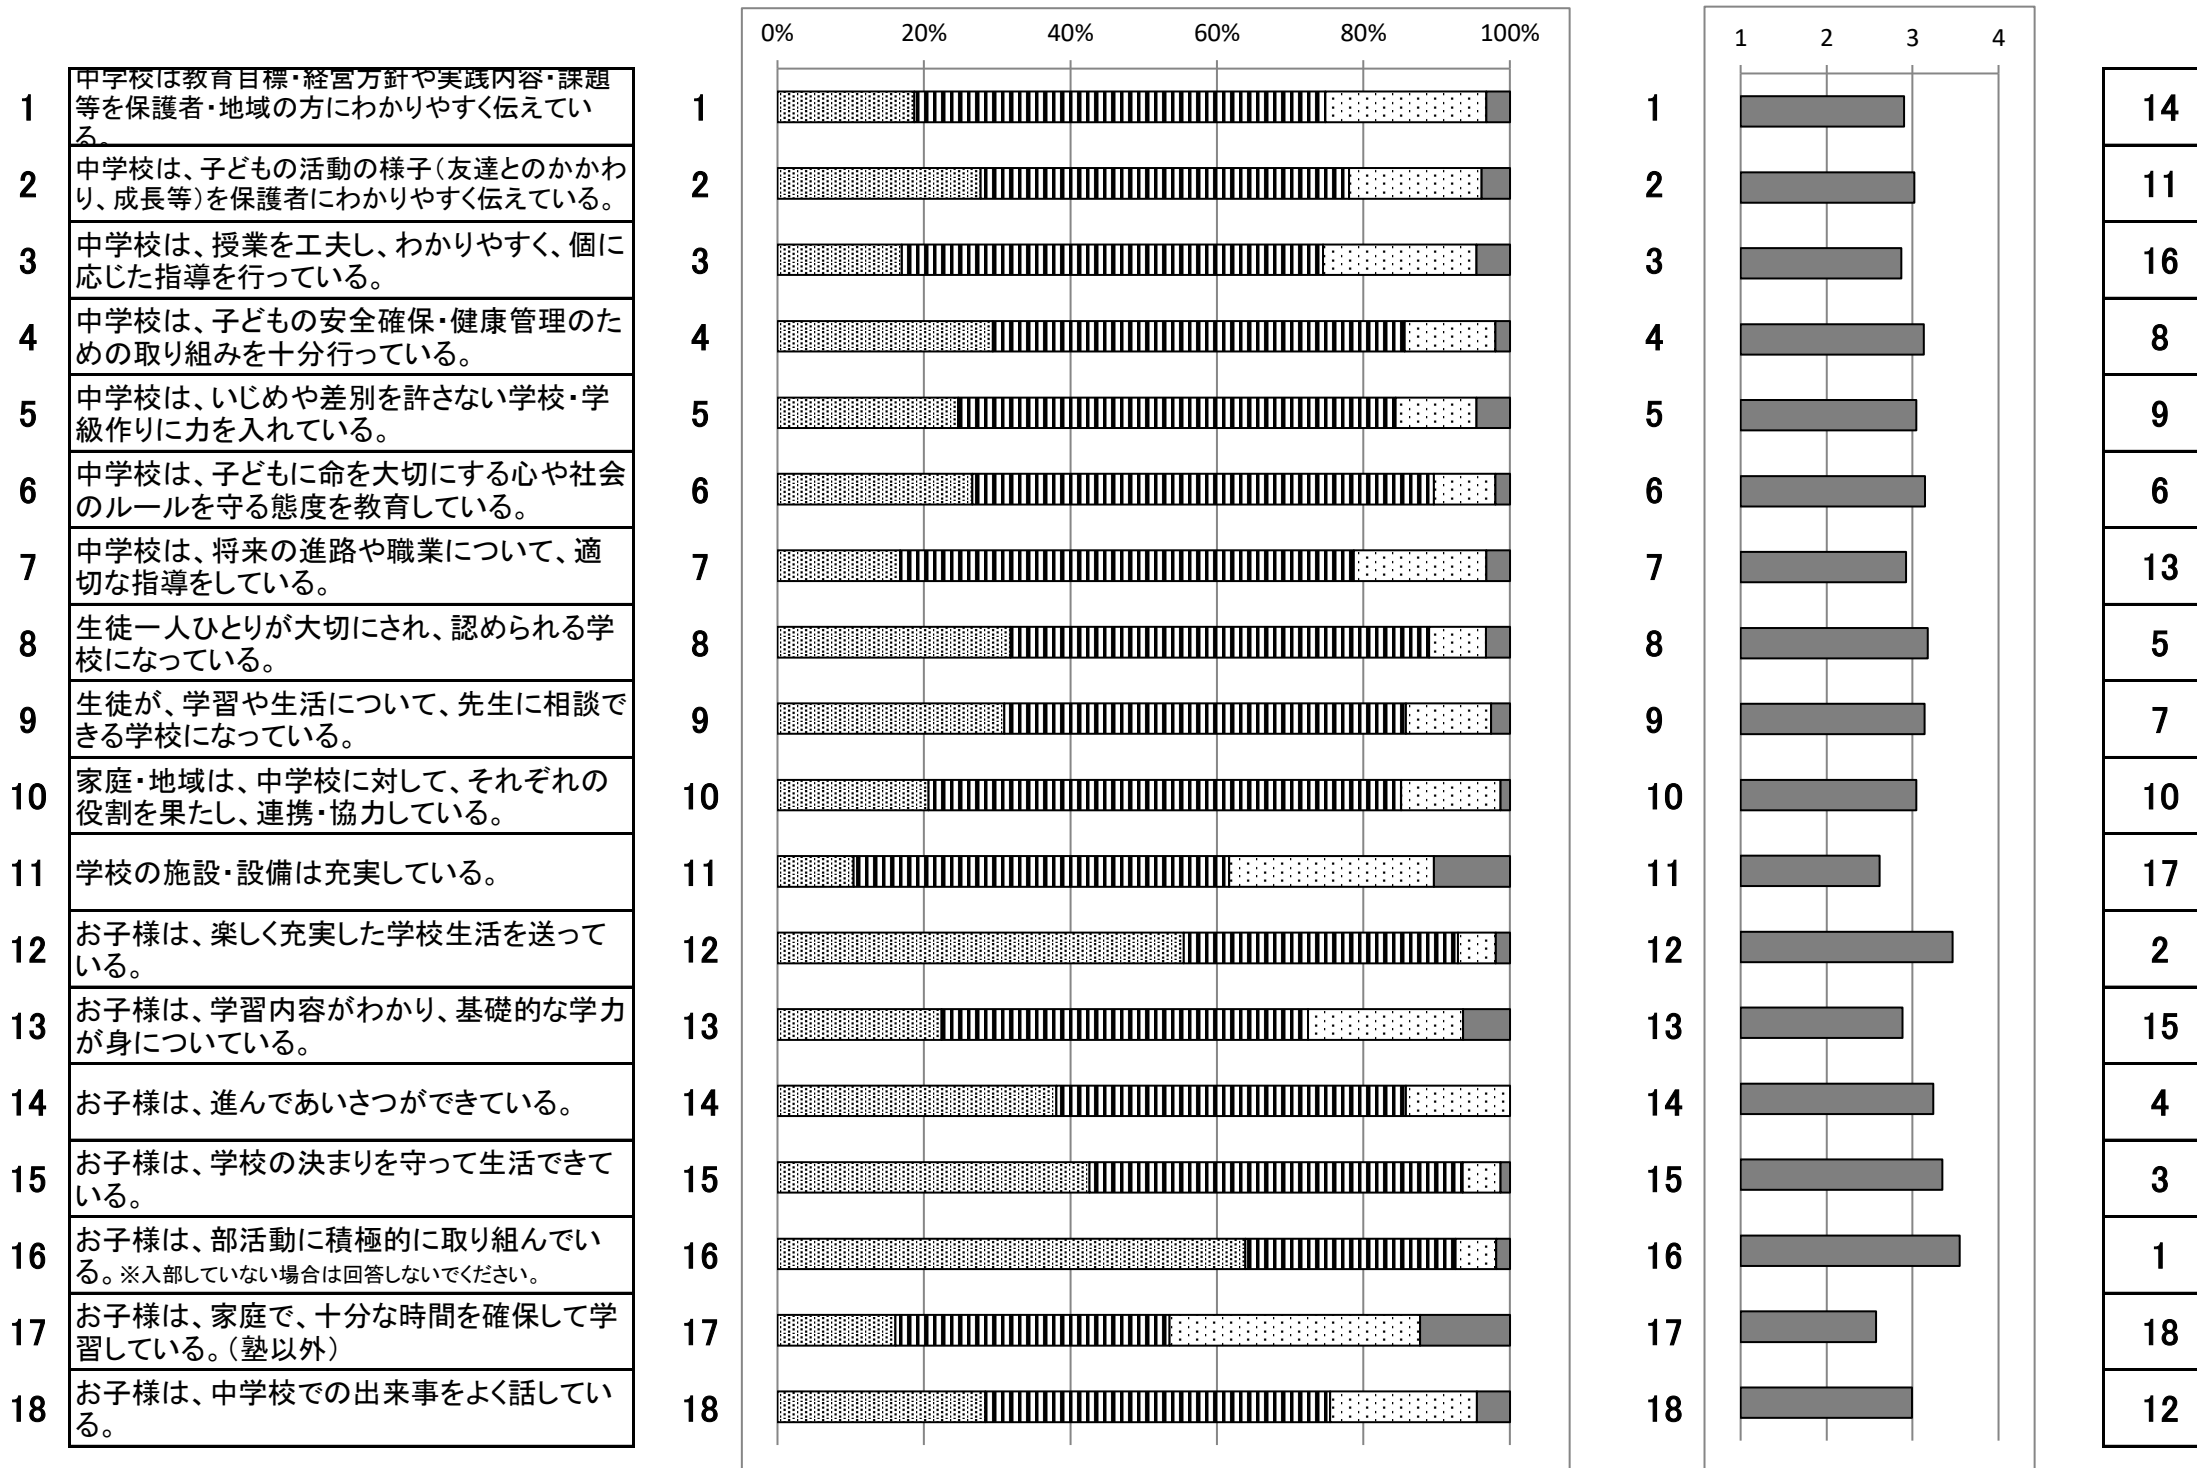 0% 20% 40% 60% 80% 100%
1 2 3 4
1 中学校は教育目標・経営方針や実践内容・課題 1 1 14
等を保護者・地域の方にわかりやすく伝えてい
る。
2 中学校は、子どもの活動の様子（友達とのかかわ 2 2 11
り、成長等）を保護者にわかりやすく伝えている。
3 中学校は、授業を工夫し、わかりやすく、個に 3 3 16
応じた指導を行っている。
4 中学校は、子どもの安全確保・健康管理のた 4 4 8
めの取り組みを十分行っている。
5 中学校は、いじめや差別を許さない学校・学 5 5 9
級作りに力を入れている。
6 中学校は、子どもに命を大切にする心や社会 6 6 6
のルールを守る態度を教育している。
7 中学校は、将来の進路や職業について、適 7 7 13
切な指導をしている。
8 生徒一人ひとりが大切にされ、認められる学 8 8 5
校になっている。
9 生徒が、学習や生活について、先生に相談で 9 9 7
きる学校になっている。
10 家庭・地域は、中学校に対して、それぞれの 10 10 10
役割を果たし、連携・協力している。
11 学校の施設・設備は充実している。 11 11 17
12 お子様は、楽しく充実した学校生活を送って 12 12 2
いる。
13 お子様は、学習内容がわかり、基礎的な学力 13 13 15
が身についている。
14 お子様は、進んであいさつができている。 14 14 4
15 お子様は、学校の決まりを守って生活できて 15 15 3
いる。
16 お子様は、部活動に積極的に取り組んでい 16 16 1
る。※入部していない場合は回答しないでください。
17 お子様は、家庭で、十分な時間を確保して学 17 17 18
習している。（塾以外）
18 お子様は、中学校での出来事をよく話してい 18 18 12
る。